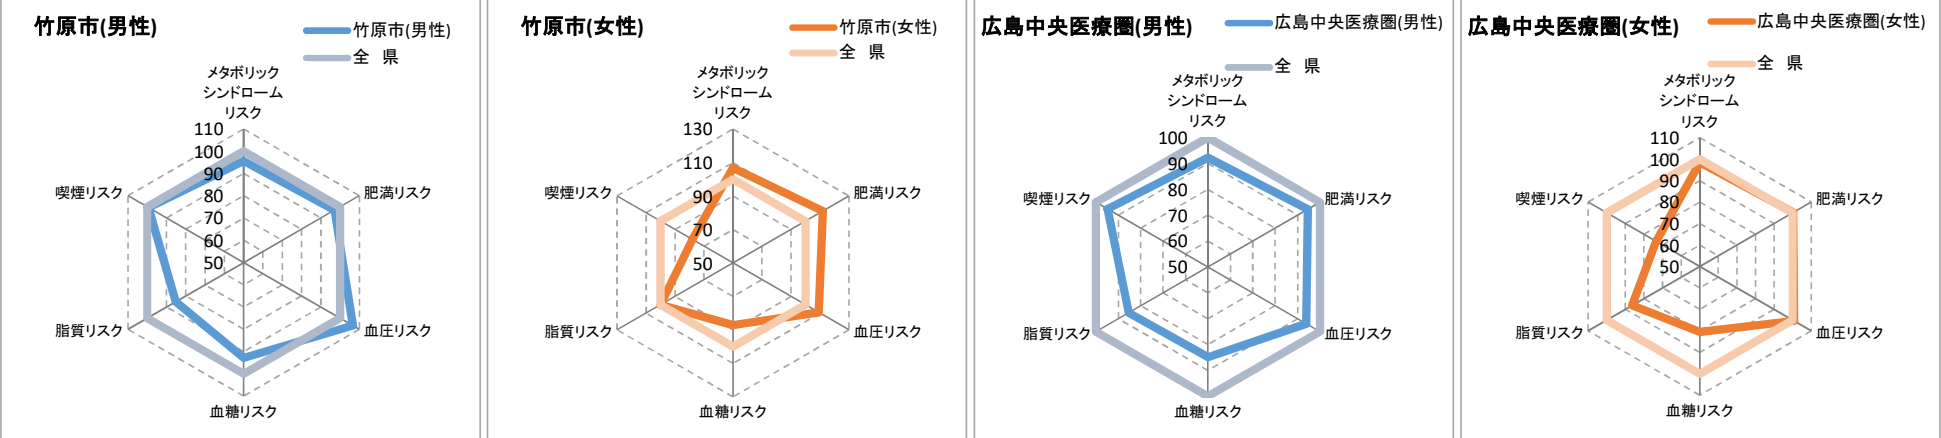 竹原市(男性)
竹原市(男性)
全　県
メタボリック
シンドローム
リスク
110
100
90
80
70
60
50
喫煙リスク
肥満リスク
脂質リスク
血圧リスク
血糖リスク
竹原市(女性)
竹原市(女性)
全　県
メタボリック
シンドローム
リスク
130
110
90
70
50
喫煙リスク
肥満リスク
脂質リスク
血圧リスク
血糖リスク
広島中央医療圏(男性)
広島中央医療圏(男性)
全　県
メタボリック
シンドローム
リスク
100
90
80
70
60
50
喫煙リスク
肥満リスク
脂質リスク
血圧リスク
血糖リスク
広島中央医療圏(女性)
広島中央医療圏(女性)
全　県
メタボリック
シンドローム
リスク
110
100
90
80
70
60
50
喫煙リスク
肥満リスク
脂質リスク
血圧リスク
血糖リスク